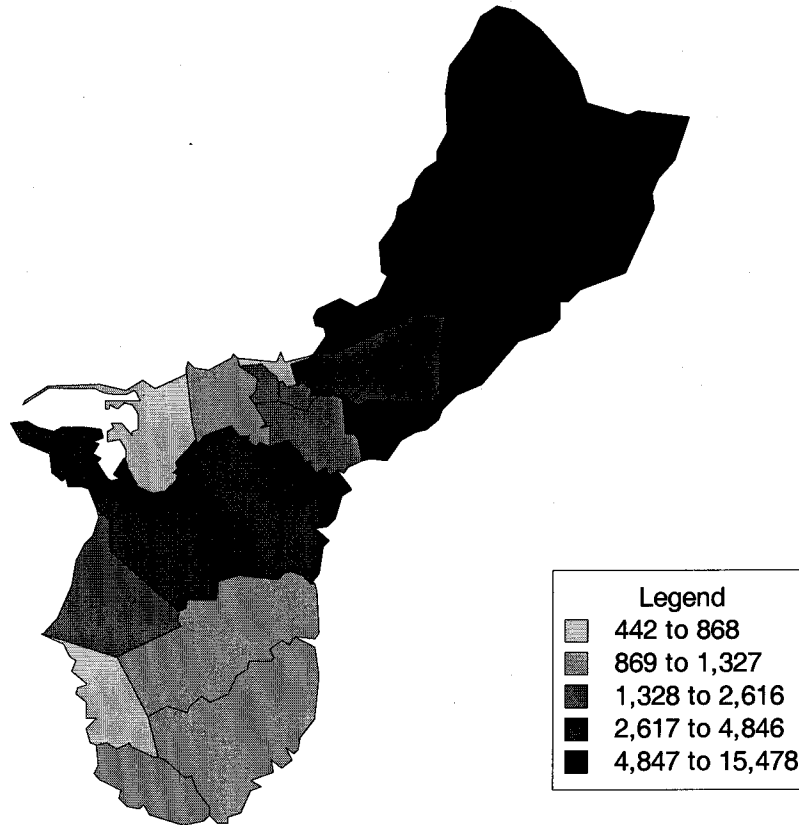 Legend
442 to 868
869 to 1,327
1,328 to 2,616
2,617 to 4,846
4,847 to 15,478